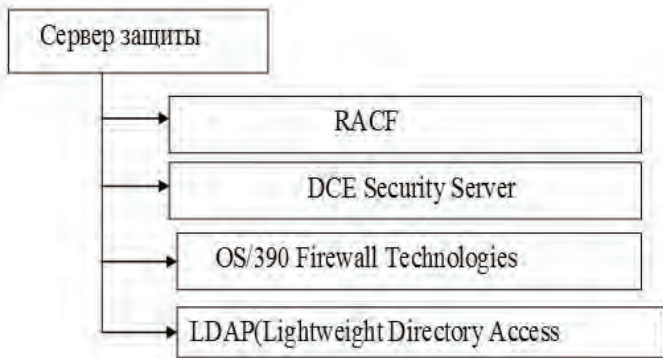 Сервер защиты
RACF
DCE Security Server
OS/390 Firewall Technologies
LDAP(Lightweight Directory Access